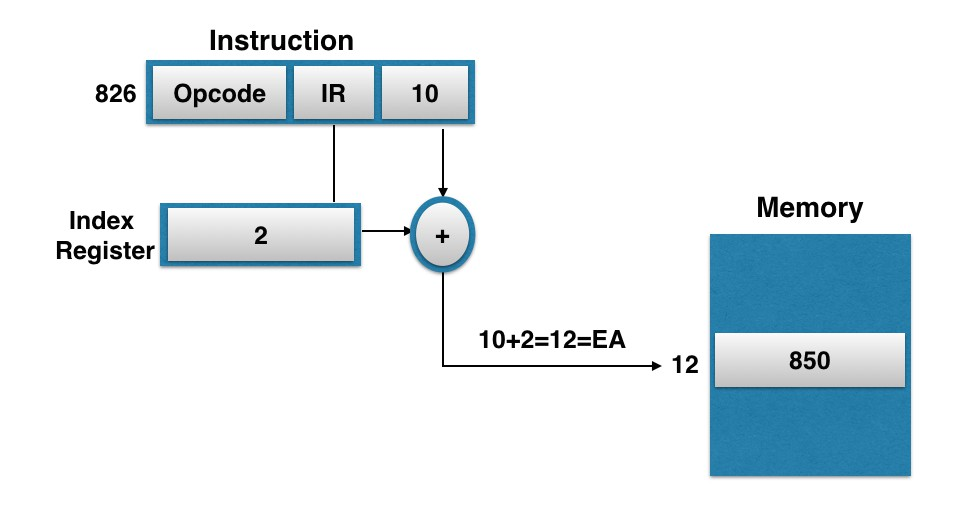 Instruction
826 Opcode IR 10
Index
Register
2
+
Memory
10+2=12=EA
12
850